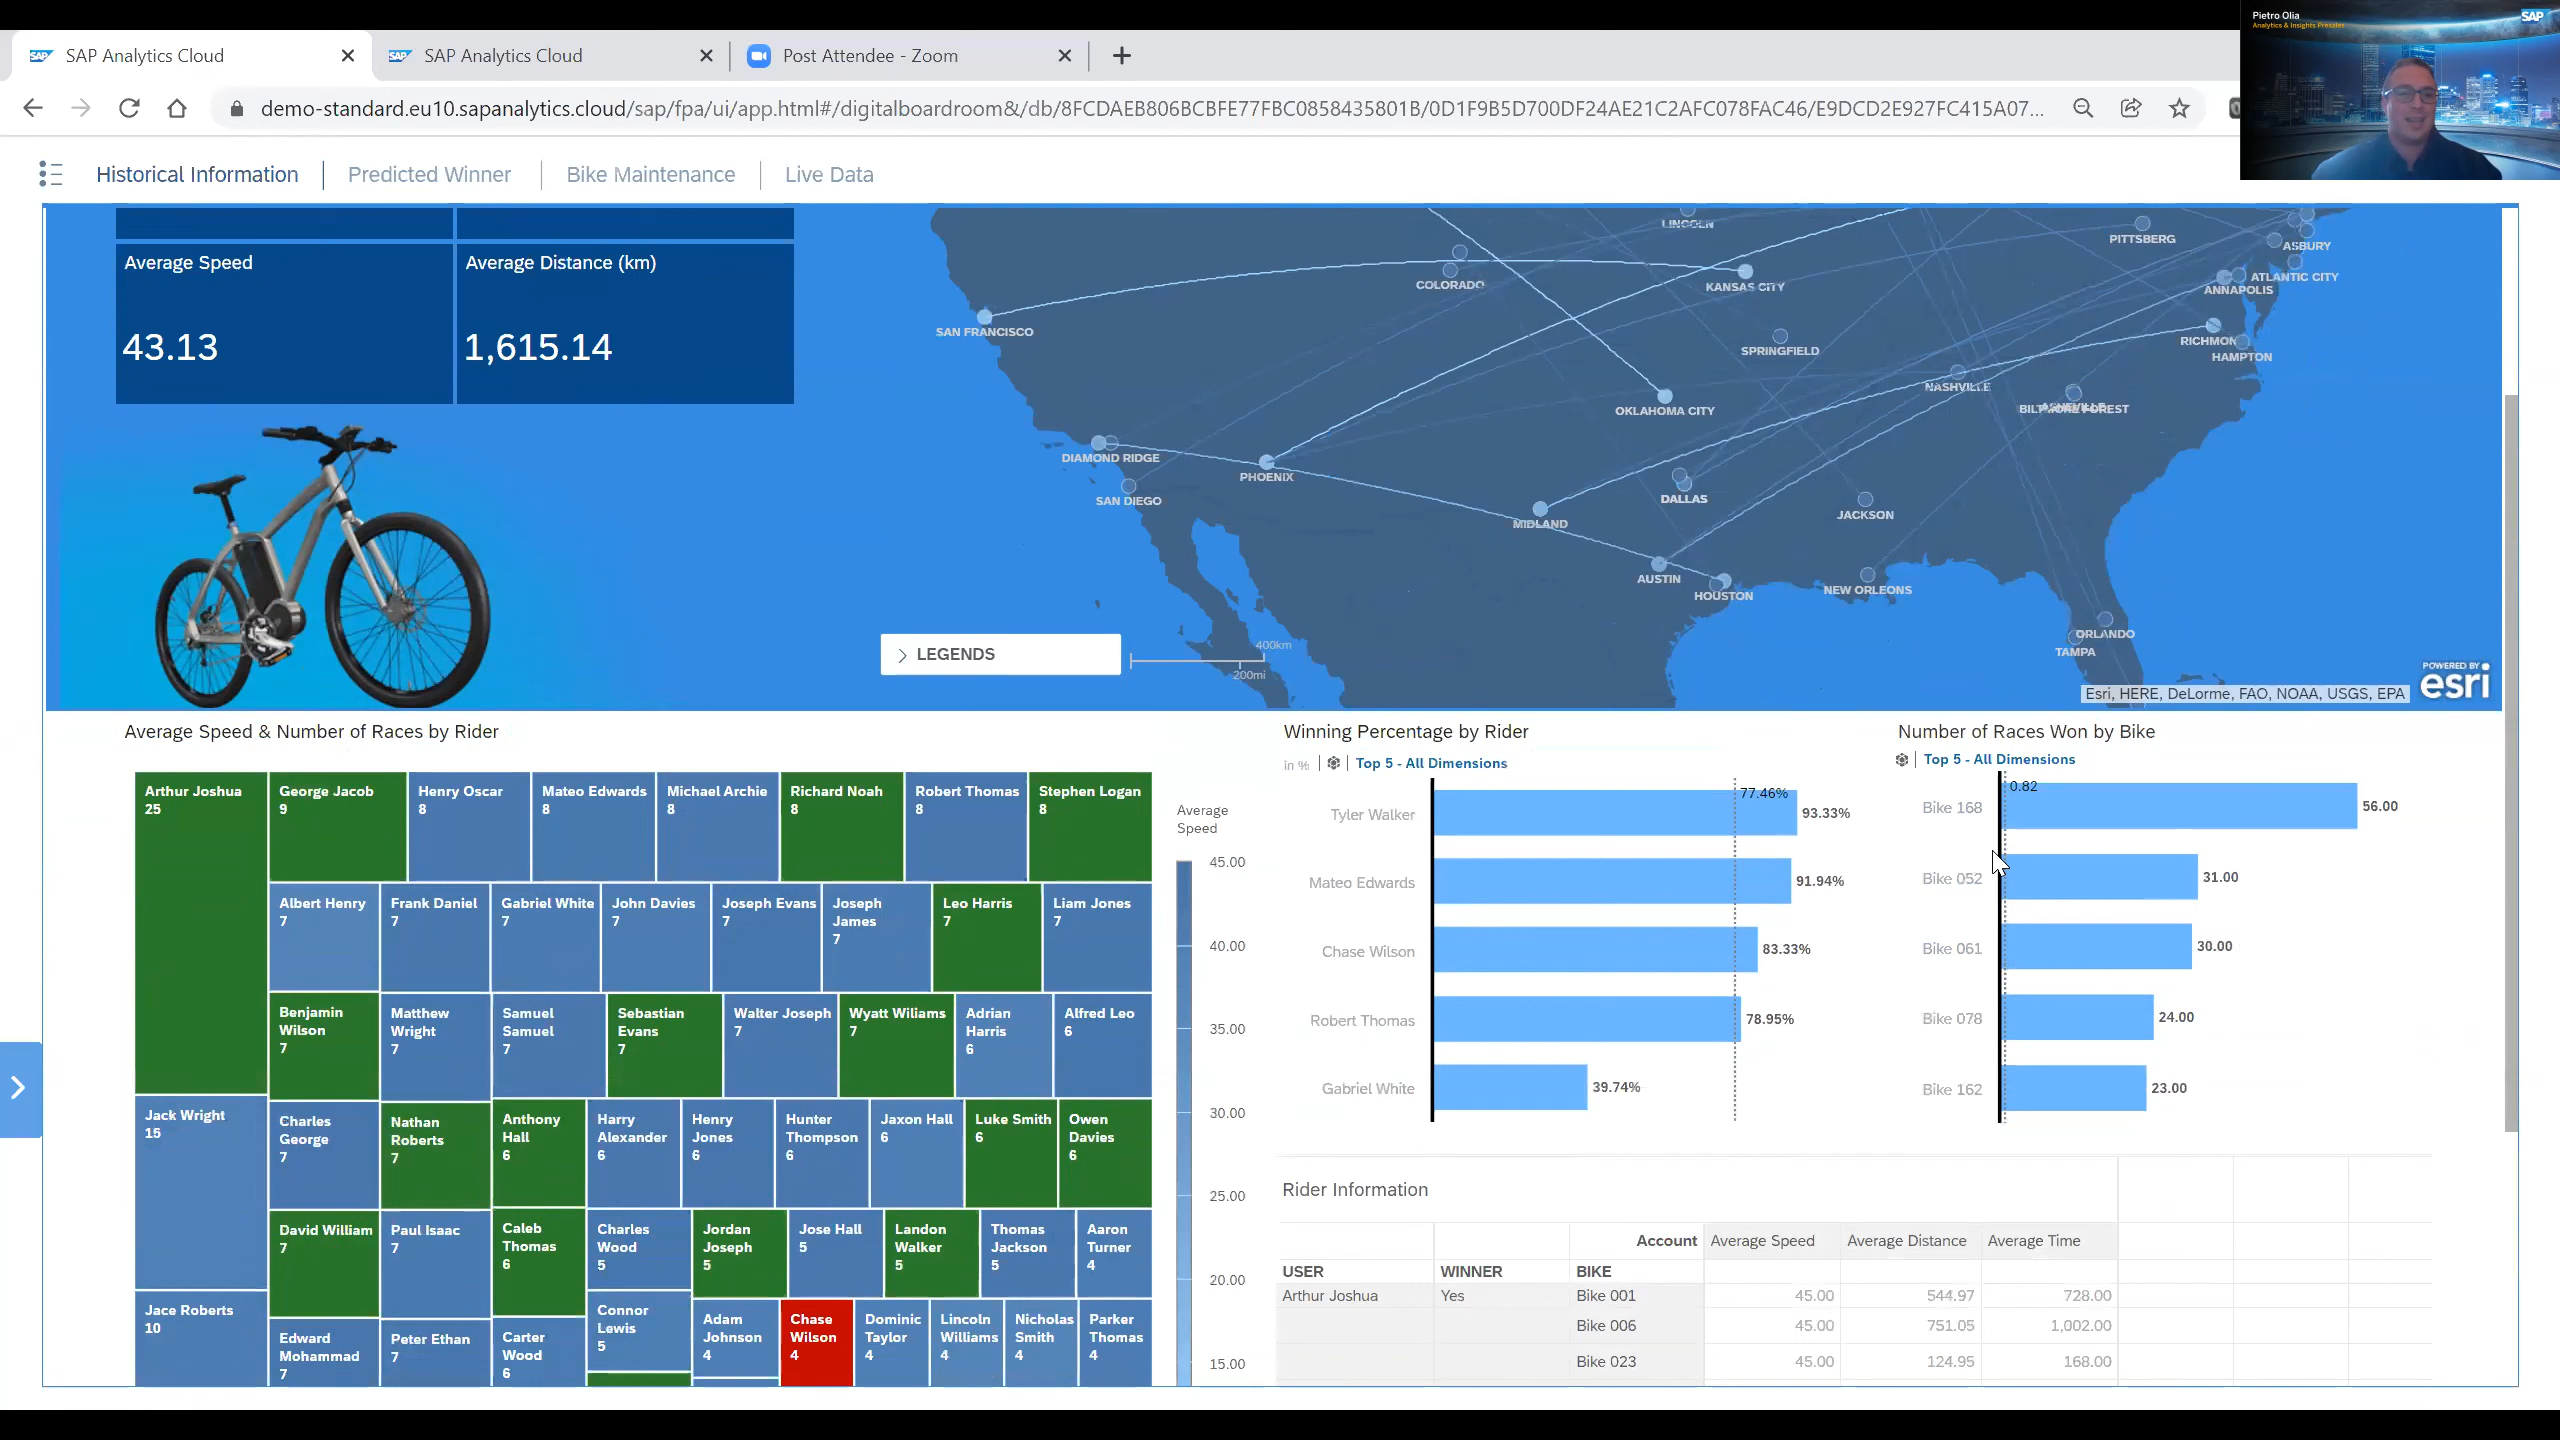 Pietro Olia
Analytics & Insights Presales
SAP
SAP Analytics Cloud
SAP Analytics Cloud
Post Attendee - Zoom
demo-standard.eu10.sapanalytics.cloud/sap/fpa/ui/app.html#/digitalboardroom&/db/8FCDAEB806BCBFE77FBC0858435801B/0D1F9B5D700DF24AE21C2AFC078FAC46/E9DCD2E927FC415A07...
Historical Information
Predicted Winner
Bike Maintenance
Live Data
Average Speed
43.13
Average Distance (km)
1,615.14
LINCOLN
PITTSBERG
ASBURY
COLORADO
KANSAS CITY
ATLANTIC CITY
ANNAPOLIS
SAN FRANCISCO
SPRINGFIELD
RICHMON
HAMPTON
NASHVILLE
OKLAHOMA CITY
DIAMOND RIDGE
PHOENIX
SAN DIEGO
DALLAS
MIDLAND
JACKSON
AUSTIN
HOUSTON
NEW ORLEONS
ORLANDO
TAMPA
LEGENDS
400km
200mi
Esri, HERE, DeLorme, FAO, NOAA, USGS, EPA
POWERED BY
esri
Average Speed & Number of Races by Rider
Arthur Joshua
25
George Jacob
9
Henry Oscar
8
Mateo Edwards
8
Michael Archie
8
Richard Noah
8
Robert Thomas
8
Stephen Logan
8
Albert Henry
7
Frank Daniel
7
Gabriel White
7
John Davies
7
Joseph Evans
7
Joseph
James
7
Leo Harris
7
Liam Jones
7
Benjamin
Wilson
7
Matthew
Wright
7
Samuel
Samuel
7
Sebastian
Evans
7
Walter Joseph
7
Wyatt Wiliams
7
Adrian
Harris
6
Alfred Leo
6
Jack Wright
15
Charles
George
7
Nathan
Roberts
7
Anthony
Hall
6
Harry
Alexander
6
Henry
Jones
6
Hunter
Thompson
6
Jaxon Hall
6
Luke Smith
6
Owen
Davies
6
David William
7
Paul Isaac
7
Caleb
Thomas
6
Charles
Wood
5
Jordan
Joseph
5
Jose Hall
5
Landon
Walker
5
Thomas
Jackson
5
Aaron
Turner
4
Jace Roberts
10
Edward
Mohammad
7
Peter Ethan
7
Carter
Wood
6
Connor
Lewis
5
Adam
Johnson
4
Chase
Wilson
4
Dominic
Taylor
4
Lincoln
Williams
4
Nicholas
Smith
4
Parker
Thomas
4
Average
Speed
45.00
40.00
35.00
30.00
25.00
20.00
15.00
Winning Percentage by Rider
in %
Top 5 - All Dimensions
77.46%
Tyler Walker
93.33%
Mateo Edwards
91.94%
Chase Wilson
83.33%
Robert Thomas
78.95%
Gabriel White
39.74%
Number of Races Won by Bike
Top 5 - All Dimensions
0.82
Bike 168
56.00
Bike 052
31.00
Bike 061
30.00
Bike 078
24.00
Bike 162
23.00
Rider Information
Account Average Speed Average Distance Average Time
USER WINNER BIKE
Arthur Joshua Yes Bike 001 45.00 544.97 728.00
Bike 006 45.00 751.05 1,002.00
Bike 023 45.00 124.95 168.00